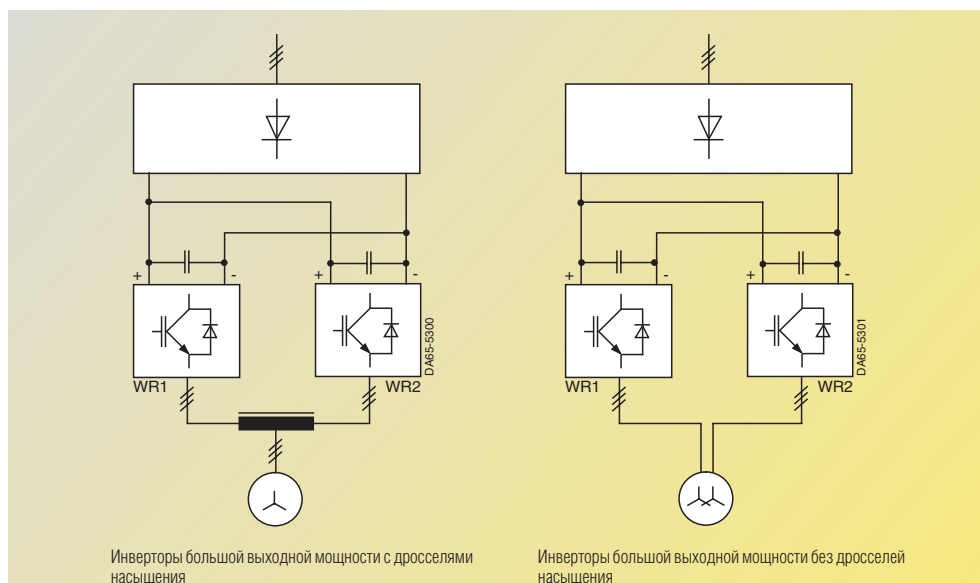 + - + -
+ - + -
WR1 WR2
DA65-5300
WR1 WR2
DA65-5301
Инверторы большой выходной мощности с дросселями
насыщения
Инверторы большой выходной мощности без дросселей
насыщения